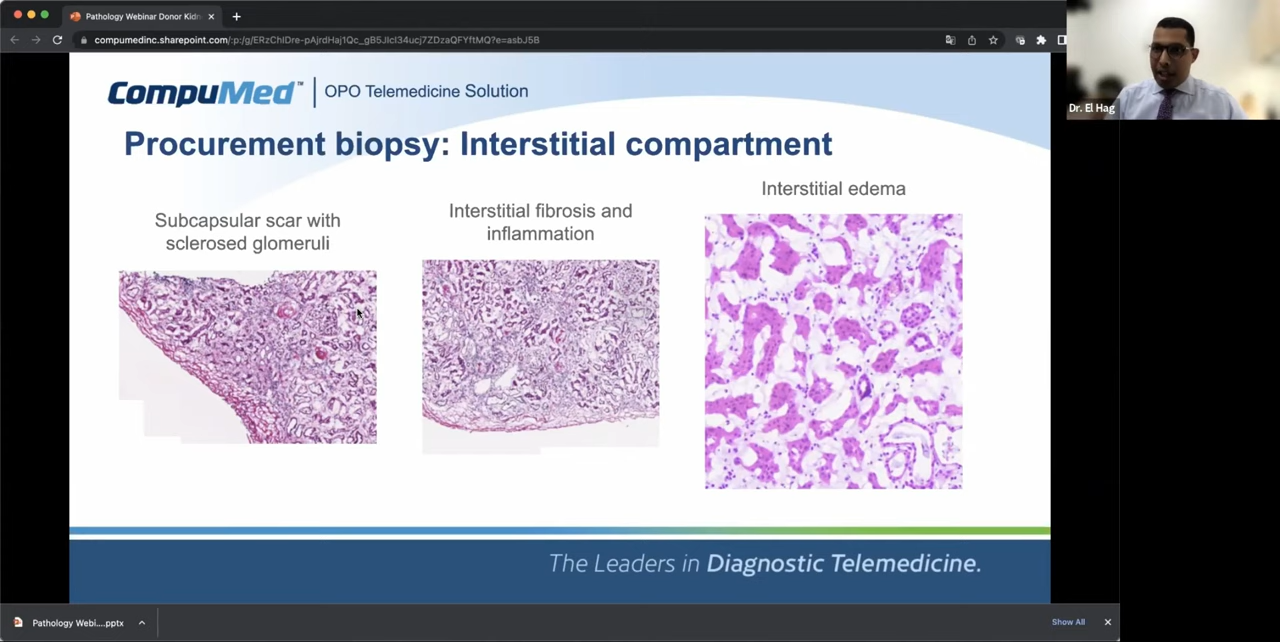 Pathology Webinar Donor Kidn
compumedinc.sharepoint.com/:p:/g/ERzChIDre-pAjrdHaj1Qc_gB5JIcI34ucj7ZDzaQFYftMQ?e=asbJ5B
Dr. El Hag
CompuMed™ OPO Telemedicine Solution
Procurement biopsy: Interstitial compartment
Subcapsular scar with
sclerosed glomeruli
Interstitial fibrosis and
inflammation
Interstitial edema
The Leaders in Diagnostic Telemedicine.
Pathology Webi....pptx
Show All